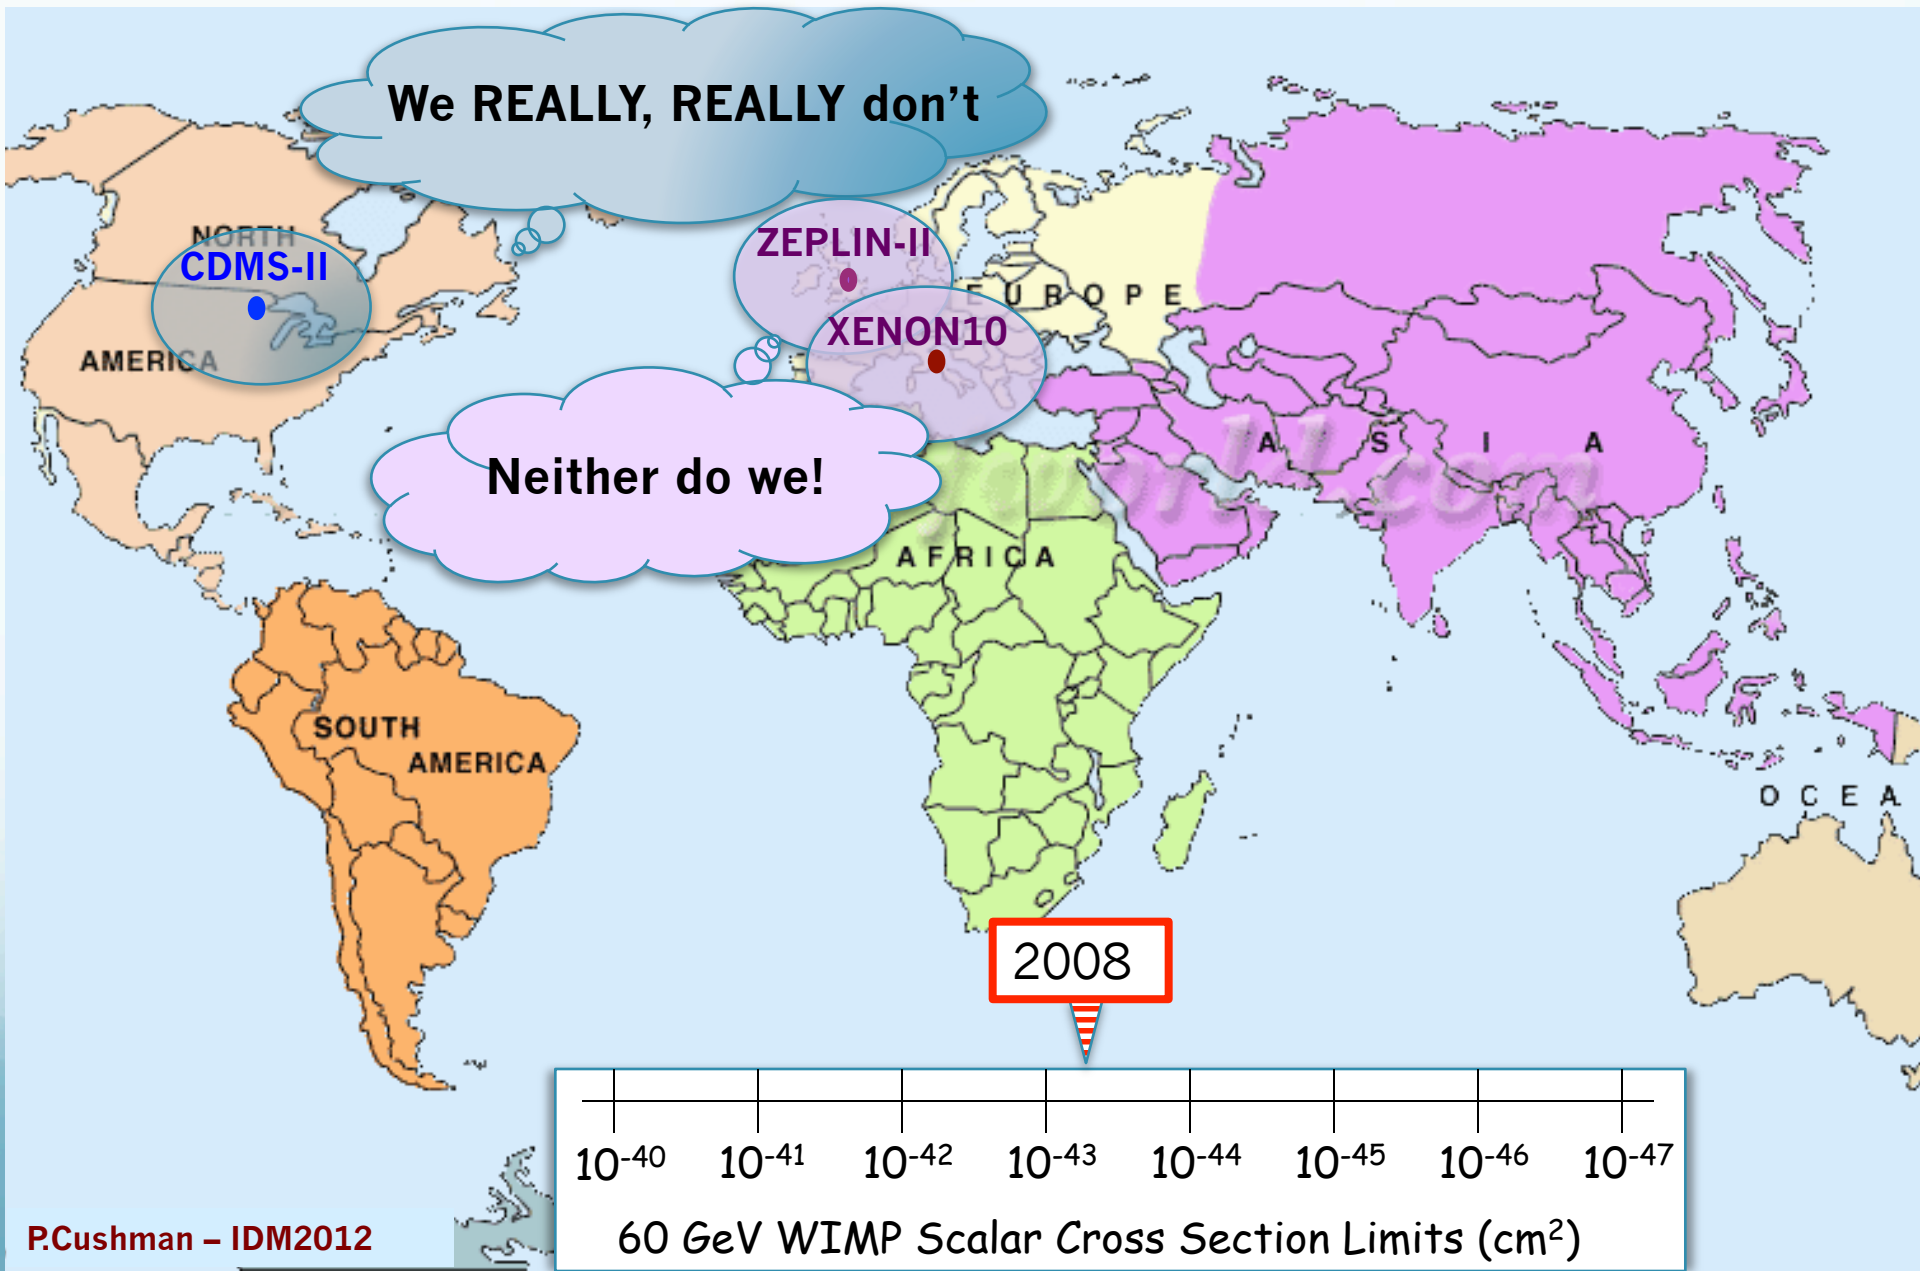 We REALLY, REALLY don't
NORTH
CDMS-II
AMERICA
ZEPLIN-II
EUROPE
XENON10
ASIA
Neither do we!
AFRICA
SOUTH
AMERICA
OCEA
2008
10⁻⁴⁰ 10⁻⁴¹ 10⁻⁴² 10⁻⁴³ 10⁻⁴⁴ 10⁻⁴⁵ 10⁻⁴⁶ 10⁻⁴⁷
60 GeV WIMP Scalar Cross Section Limits (cm²)
P.Cushman – IDM2012